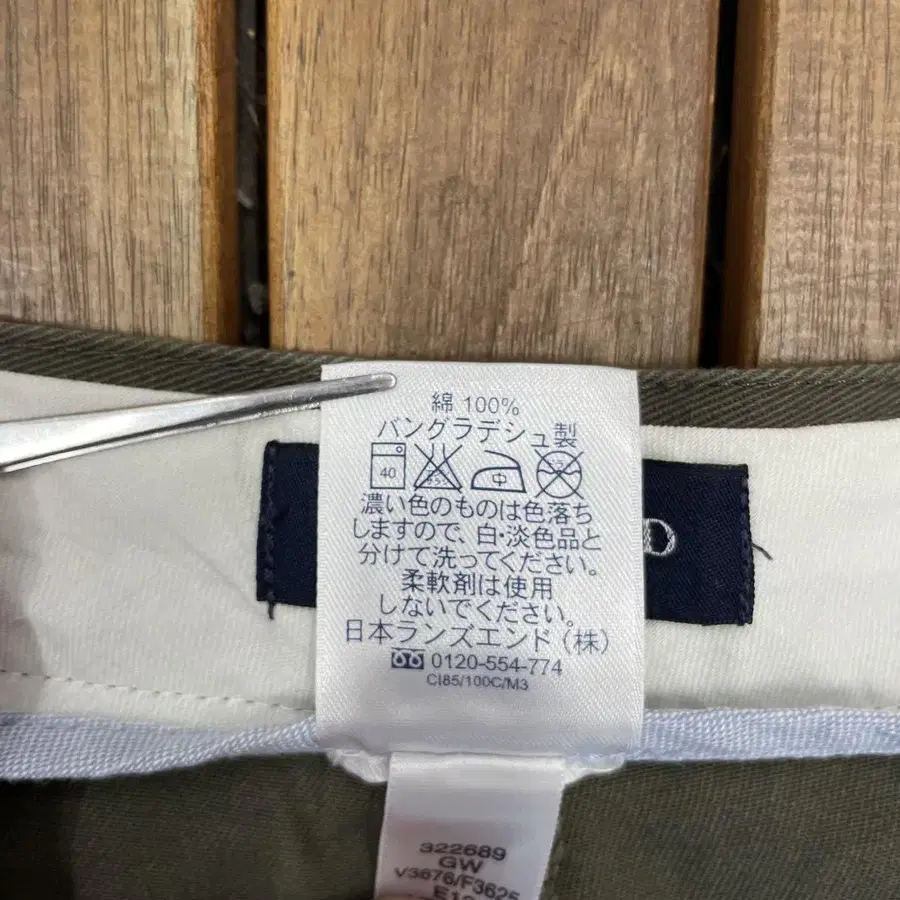 綿 100%
バングラデシュ製
40
中
濃い色のものは色落ち
しますので、白・淡色品と
分けて洗ってください。
柔軟剤は使用
しないでください。
日本ランズエンド (株)
0120-554-774
CI85/100C/M3
D
322689
GW
V3676/F3625